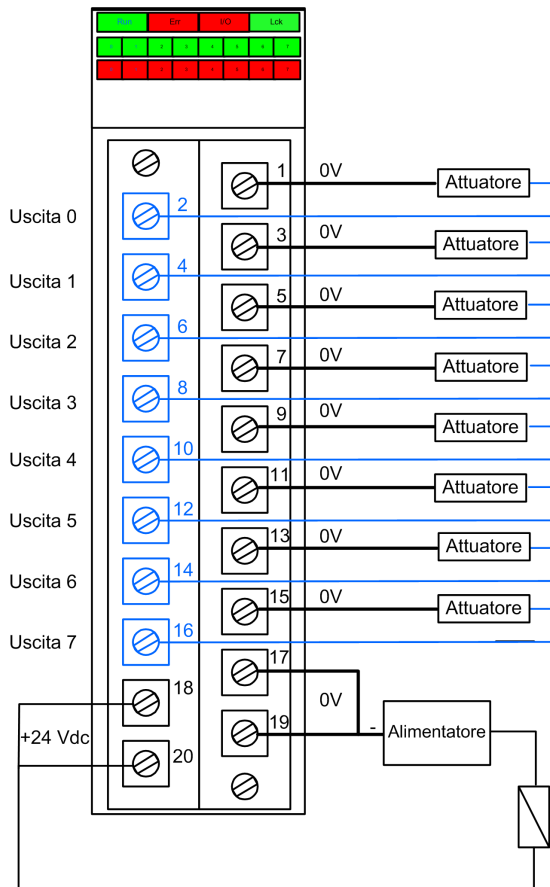 Run Err I/O Lck
1 0V Attuatore
Uscita 0 2
3 0V Attuatore
Uscita 1 4
5 0V Attuatore
Uscita 2 6
7 0V Attuatore
Uscita 3 8
9 0V Attuatore
Uscita 4 10
11 0V Attuatore
Uscita 5 12
13 0V Attuatore
Uscita 6 14
15 0V Attuatore
Uscita 7 16
17
18
0V
19 - Alimentatore
+24 Vdc
20